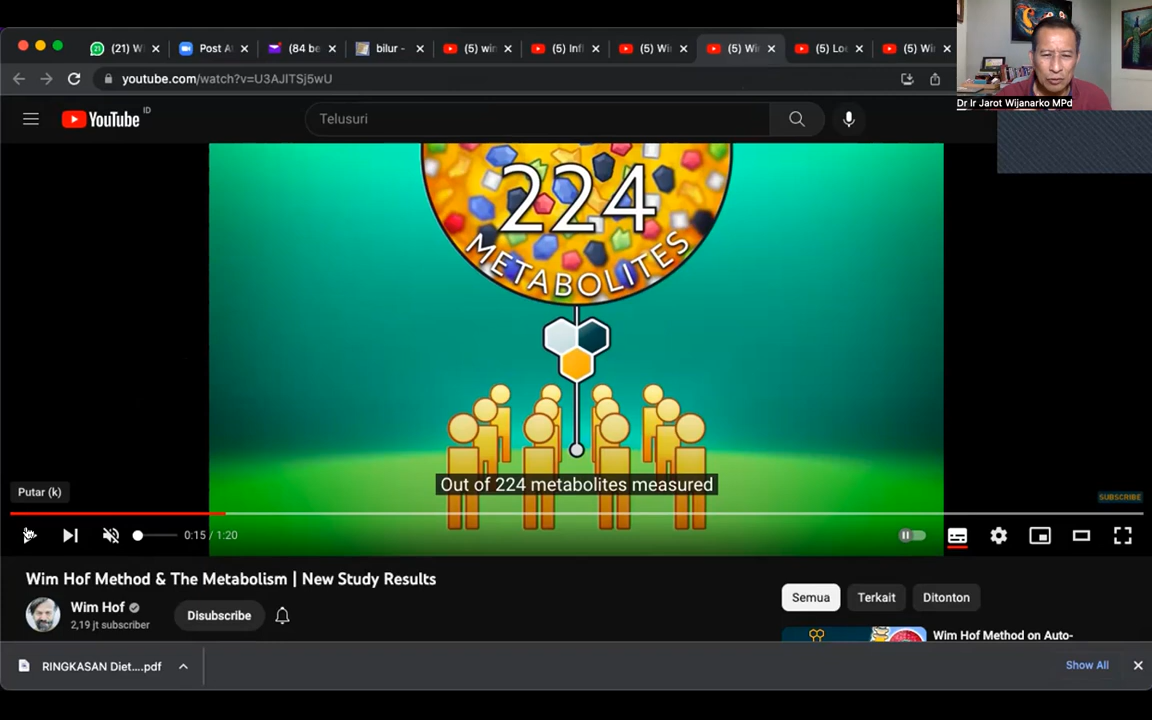 (21) W
Post A
(84 be
bilur -
(5) win
(5) Infl
(5) Wi
(5) Wi
(5) Lo
(5) Wi
youtube.com/watch?v=U3AJITSj5wU
Dr Ir Jarot Wijanarko MPd
YouTube ID
Telusuri
224
METABOLITES
Out of 224 metabolites measured
Putar (k)
SUBSCRIBE
0:15 / 1:20
Wim Hof Method & The Metabolism | New Study Results
Wim Hof
2,19 jt subscriber
Disubscribe
Semua
Terkait
Ditonton
Wim Hof Method on Auto-
RINGKASAN Diet....pdf
Show All